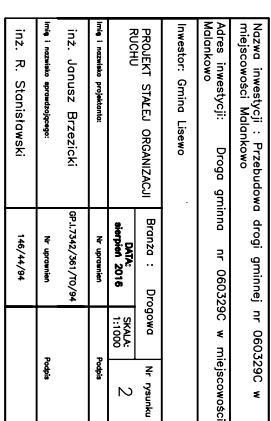 Nazwa inwestycji : Przebudowa drogi gminnej nr 060329C w
miejscowości Malankowo
Adres inwestycji: Droga gminna nr 060329C w miejscowości
Malankowo
Inwestor: Gmina Lisewo
PROJEKT STAŁEJ ORGANIZACJI
RUCHU
Branża : Drogowa
Nr rysunku
DATA:
sierpień 2016
SKALA:
1:1000
2
Imię i nazwisko projektanta:
Nr uprawnien
Podpis
inż. Janusz Brzezicki
GP.I.7342/361/TO/94
Imię i nazwisko sprawdzającego:
Nr uprawnien
Podpis
inż. R. Stanisławski
146/44/94